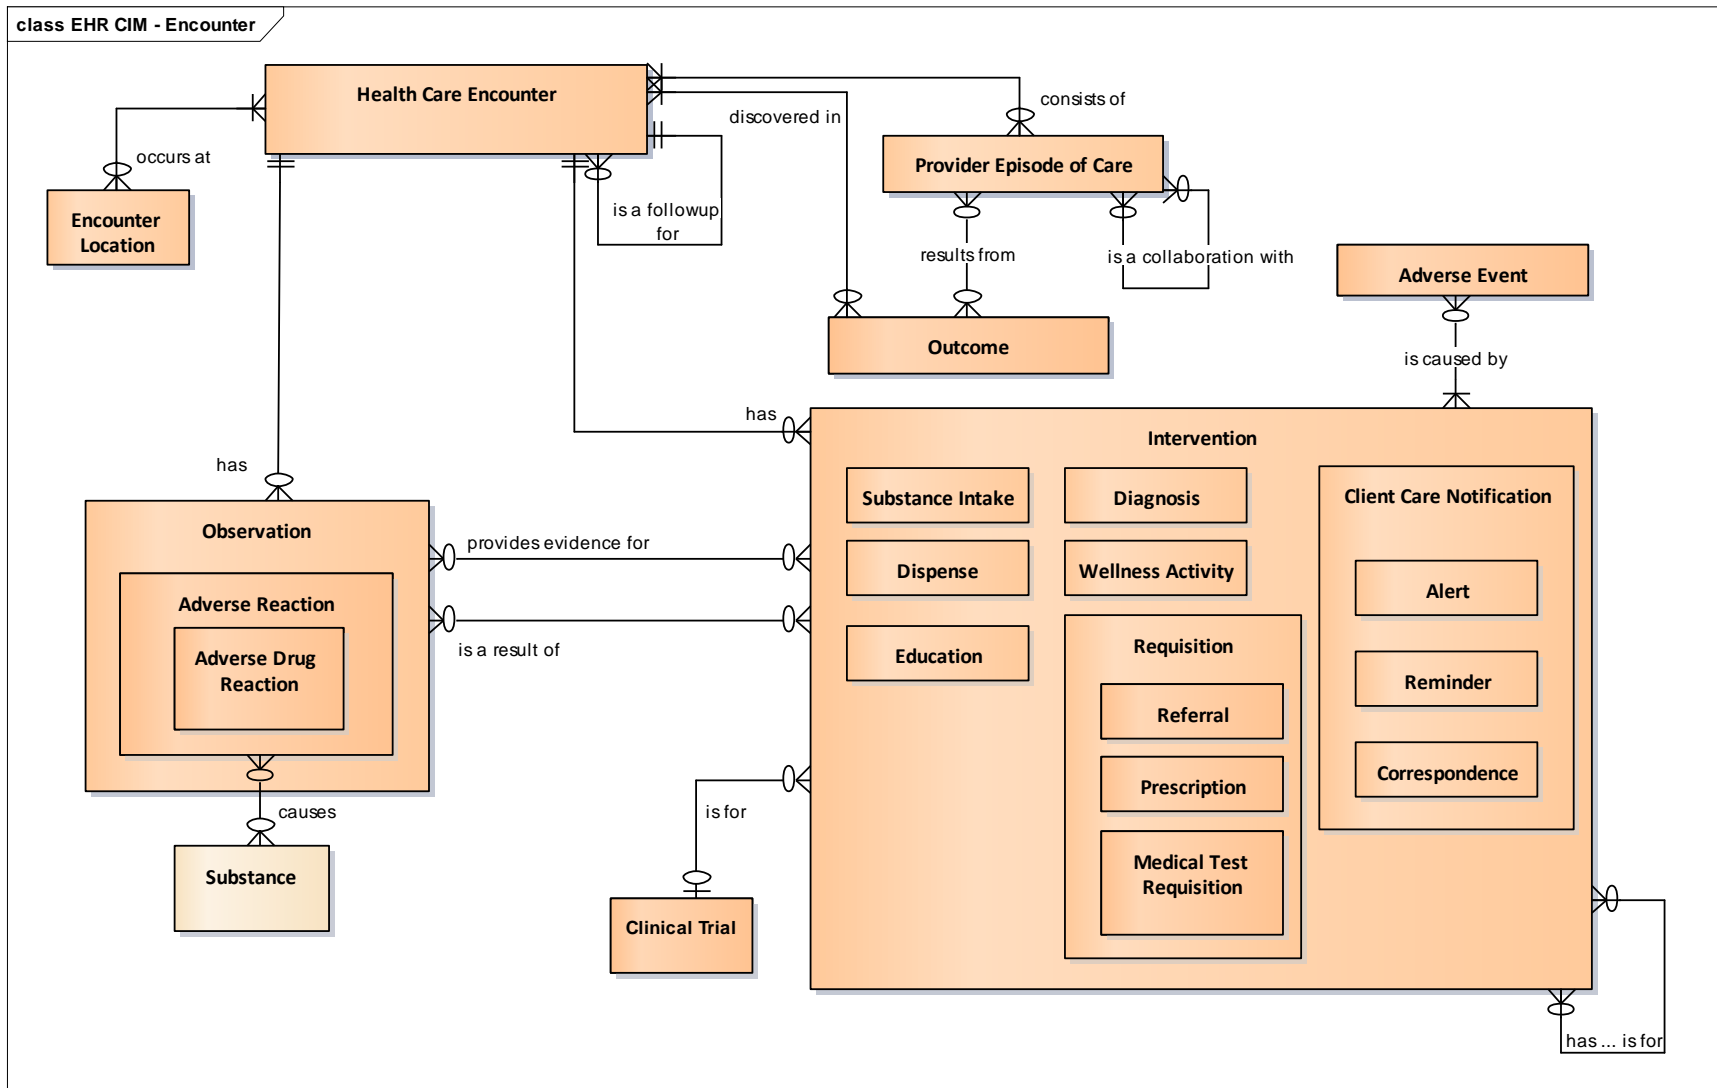 class EHR CIM - Encounter
Health Care Encounter
consists of
discovered in
occurs at
Provider Episode of Care
is a followup
for
Encounter
Location
results from
is a collaboration with
Adverse Event
Outcome
is caused by
has
has
Intervention
Substance Intake
Diagnosis
Client Care Notification
Observation
provides evidence for
Dispense
Wellness Activity
Alert
Adverse Reaction
is a result of
Education
Requisition
Adverse Drug
Reaction
Reminder
Referral
Correspondence
Prescription
causes
is for
Medical Test
Requisition
Substance
Clinical Trial
has ... is for